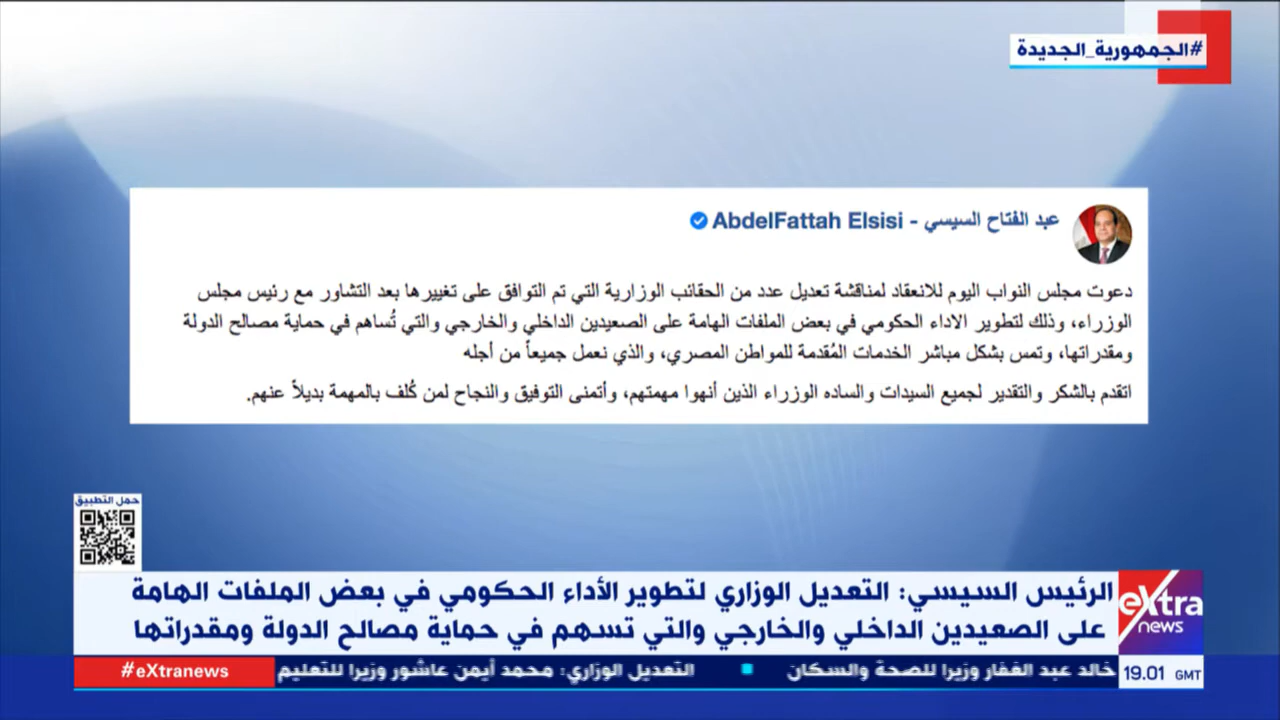 #الجمهورية_الجديدة
عبد الفتاح السيسي - AbdelFattah Elsisi
دعوت مجلس النواب اليوم للانعقاد لمناقشة تعديل عدد من الحقائب الوزارية التي تم التوافق على تغييرها بعد التشاور مع رئيس مجلس
الوزراء، وذلك لتطوير الاداء الحكومي في بعض الملفات الهامة على الصعيدين الداخلي والخارجي والتي تُساهم في حماية مصالح الدولة
ومقدراتها، وتمس بشكل مباشر الخدمات المُقدمة للمواطن المصري، والذي نعمل جميعاً من أجله
اتقدم بالشكر والتقدير لجميع السيدات والساده الوزراء الذين أنهوا مهمتهم، وأتمنى التوفيق والنجاح لمن كُلف بالمهمة بديلاً عنهم.
حمل التطبيق
الرئيس السيسي: التعديل الوزاري لتطوير الأداء الحكومي في بعض الملفات الهامة
على الصعيدين الداخلي والخارجي والتي تسهم في حماية مصالح الدولة ومقدراتها
eXtra
news
خالد عبد الغفار وزيرا للصحة والسكان ■ التعديل الوزاري: محمد أيمن عاشور وزيرا للتعليم
#eXtranews
19.01 GMT